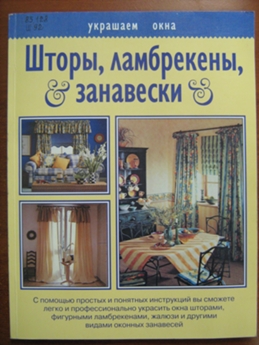 украшаем окна
Шторы, ламбрекены,
& занавески &
С помощью простых и понятных инструкций вы сможете
легко и профессионально украсить окна шторами,
фигурными ламбрекенами, жалюзи и другими
видами оконных занавесей